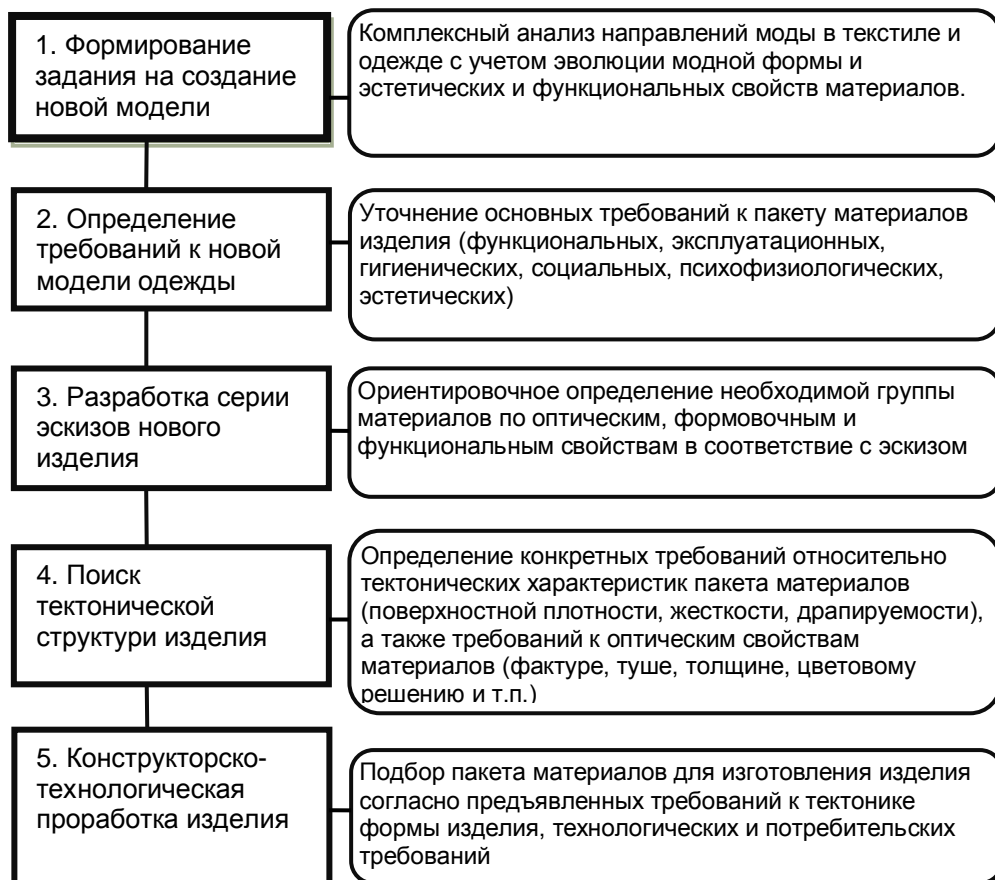 1. Формирование
задания на создание
новой модели
Комплексный анализ направлений моды в текстиле и
одежде с учетом эволюции модной формы и
эстетических и функциональных свойств материалов.
2. Определение
требований к новой
модели одежды
Уточнение основных требований к пакету материалов
изделия (функциональных, эксплуатационных,
гигиенических, социальных, психофизиологических,
эстетических)
3. Разработка серии
эскизов нового
изделия
Ориентировочное определение необходимой группы
материалов по оптическим, формовочным и
функциональным свойствам в соответствие с эскизом
4. Поиск
тектонической
структури изделия
Определение конкретных требований относительно
тектонических характеристик пакета материалов
(поверхностной плотности, жесткости, драпируемости),
а также требований к оптическим свойствам
материалов (фактуре, туше, толщине, цветовому
решению и т.п.)
5. Конструкторско-
технологическая
проработка изделия
Подбор пакета материалов для изготовления изделия
согласно предъявленных требований к тектонике
формы изделия, технологических и потребительских
требований